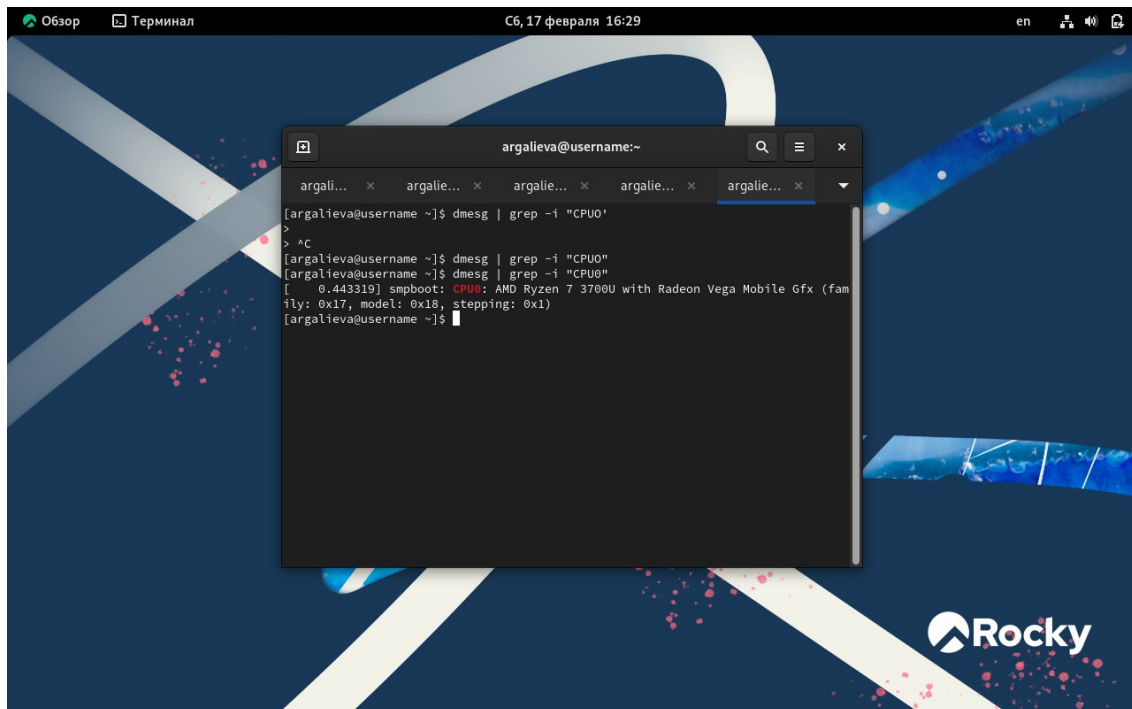 Обзор
Терминал
Сб, 17 февраля 16:29
en
argalieva@username:~
argali...
argalie...
argalie...
argalie...
argalie...
[argalieva@username ~]$ dmesg | grep -i "CPUO'
>
> ^C
[argalieva@username ~]$ dmesg | grep -i "CPUO"
[argalieva@username ~]$ dmesg | grep -i "CPU0"
[    0.443319] smpboot: CPU0: AMD Ryzen 7 3700U with Radeon Vega Mobile Gfx (fam
ily: 0x17, model: 0x18, stepping: 0x1)
[argalieva@username ~]$
Rocky